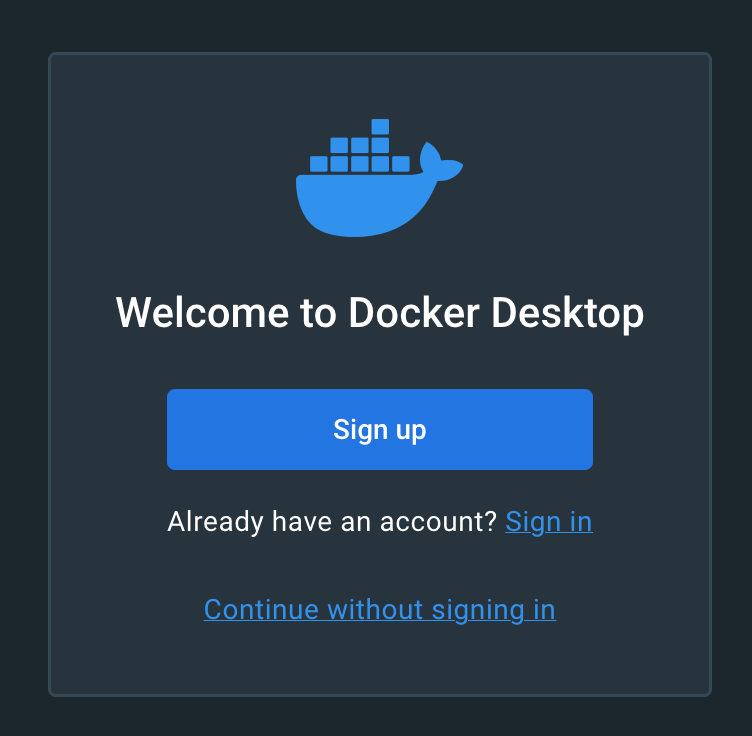 Welcome to Docker Desktop
Sign up
Already have an account? Sign in
Continue without signing in